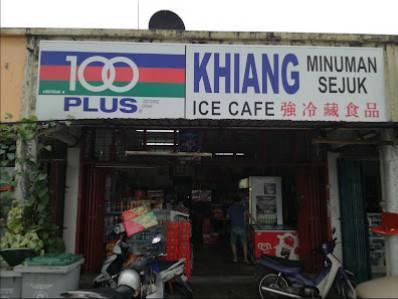 100
PLUS
KHIANG
MINUMAN
SEJUK
ICE CAFE 強冷藏食品